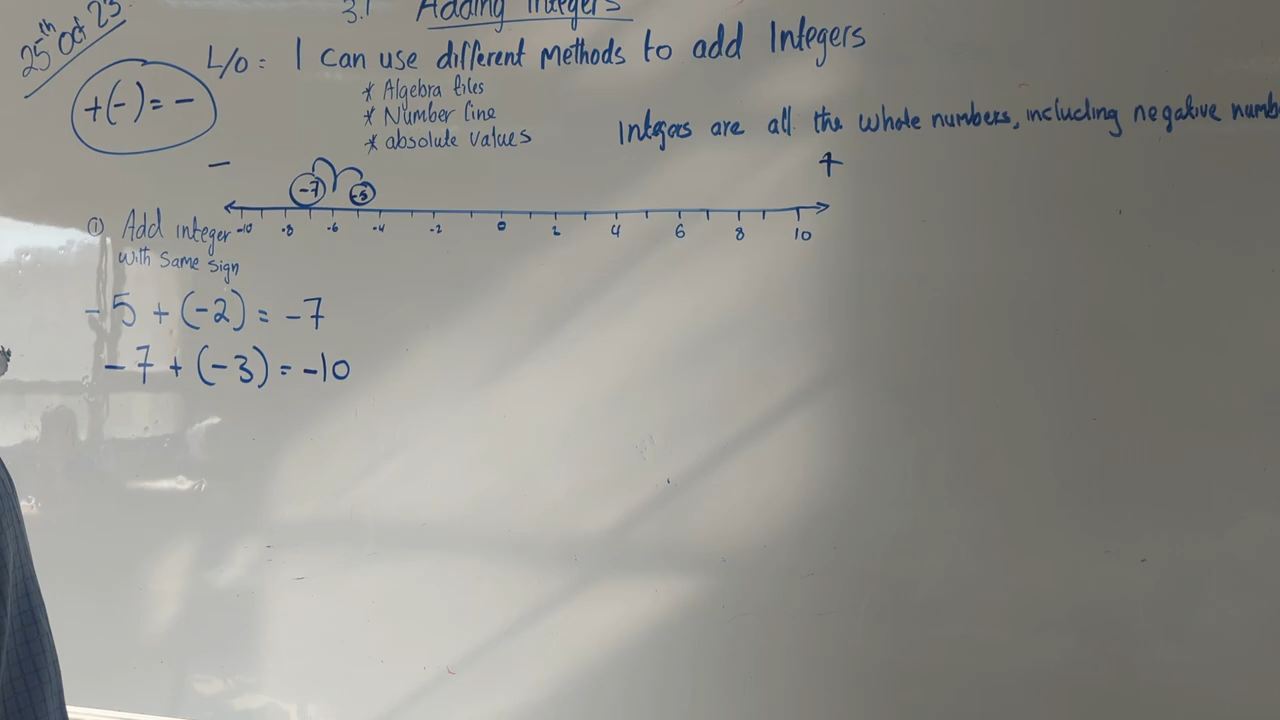 25th Oct 23
3.1 Adding Integers
L/O = I can use different methods to add Integers
+(-) = -
* Algebra tiles
* Number line
* absolute values
Integers are all the whole numbers, including negative numb
- +
-7 -5
-10 -8 -6 -4 -2 0 2 4 6 8 10
① Add integer
with same sign
-5 + (-2) = -7
-7 + (-3) = -10